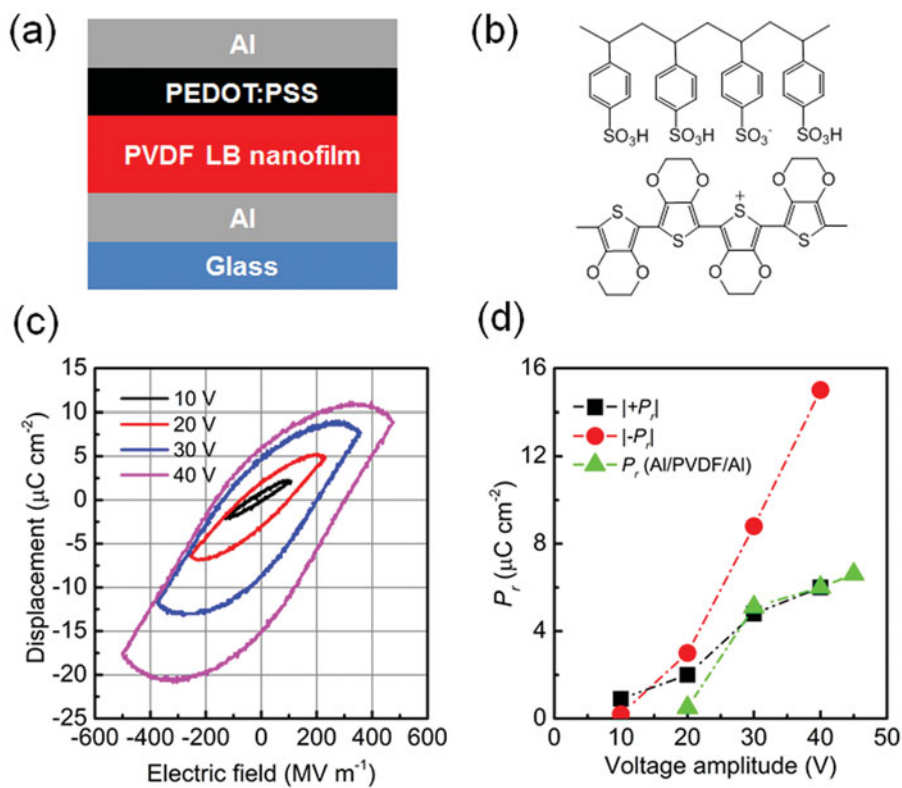 (a)
Al
PEDOT:PSS
PVDF LB nanofilm
Al
Glass
(b)
SO₃H SO₃H SO₃⁻ SO₃H
O O O O
S S⁺
S S
O O O O
(c)
15
10
5
0
-5
-10
-15
-20
-25
Displacement (μC cm⁻²)
10 V
20 V
30 V
40 V
-600 -400 -200 0 200 400 600
Electric field (MV m⁻¹)
(d)
16
12
8
4
0
Pᵣ (μC cm⁻²)
|+Pᵣ|
|-Pᵣ|
Pᵣ (Al/PVDF/Al)
0 10 20 30 40 50
Voltage amplitude (V)